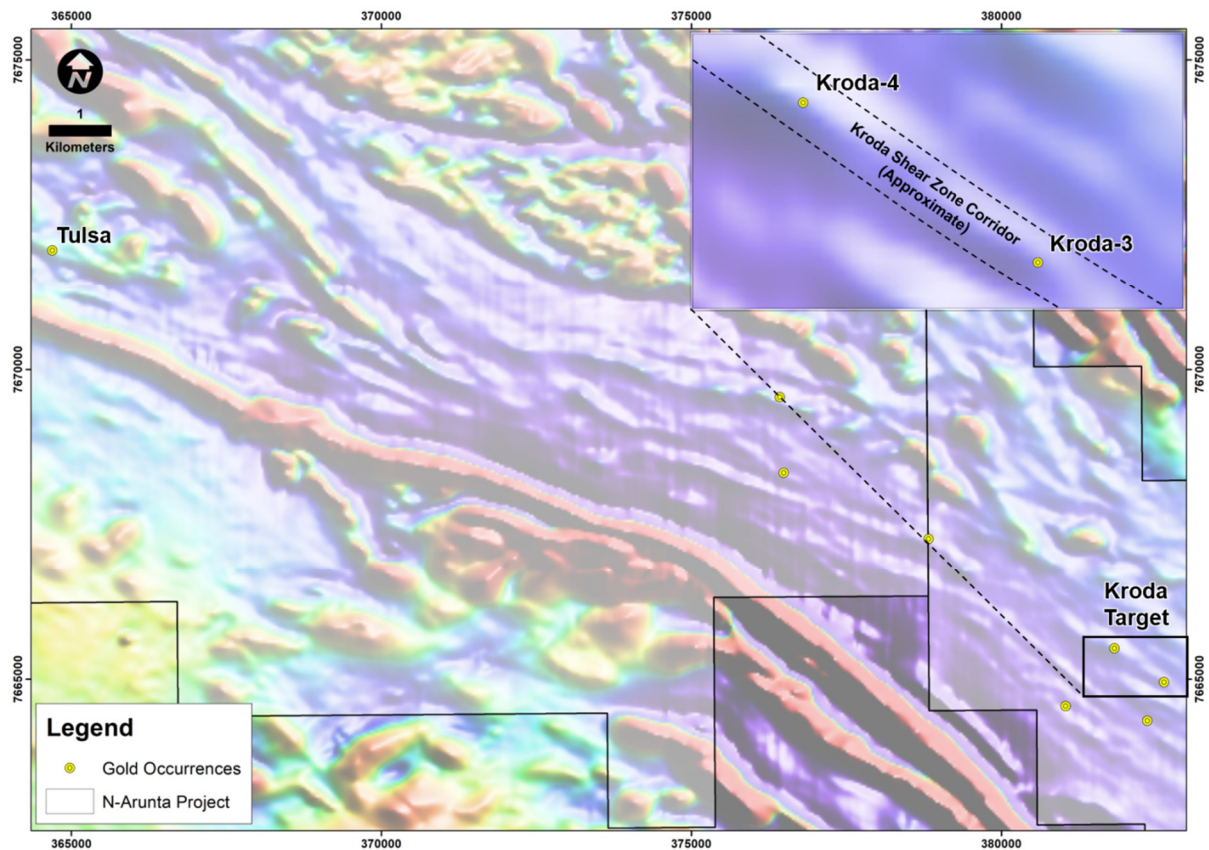 365000
370000
375000
380000
7675000
7675000
N
1
Kilometers
Kroda-4
Kroda Shear Zone Corridor
(Approximate)
Kroda-3
Tulsa
7670000
7670000
Kroda
Target
7665000
7665000
Legend
Gold Occurrences
N-Arunta Project
365000
370000
375000
380000